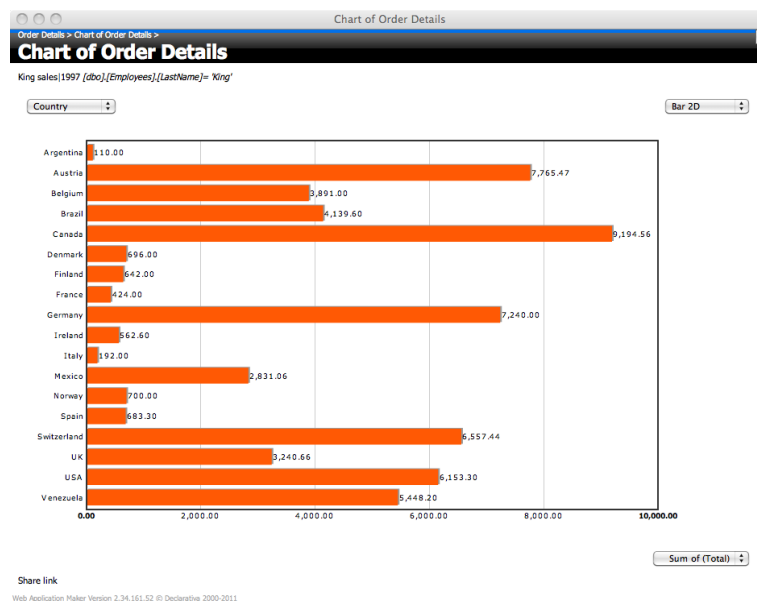 Chart of Order Details
Order Details > Chart of Order Details >
Chart of Order Details
King sales|1997 [dbo].[Employees].[LastName]= 'King'
Country
Bar 2D
Argentina 110.00
Austria 7,765.47
Belgium 3,891.00
Brazil 4,139.60
Canada 9,194.56
Denmark 696.00
Finland 642.00
France 424.00
Germany 7,240.00
Ireland 562.60
Italy 192.00
Mexico 2,831.06
Norway 700.00
Spain 683.30
Switzerland 6,557.44
UK 3,240.66
USA 6,153.30
Venezuela 5,448.20
0.00 2,000.00 4,000.00 6,000.00 8,000.00 10,000.00
Sum of (Total)
Share link
Web Application Maker Version 2.34.161.52 © Declarativa 2000-2011